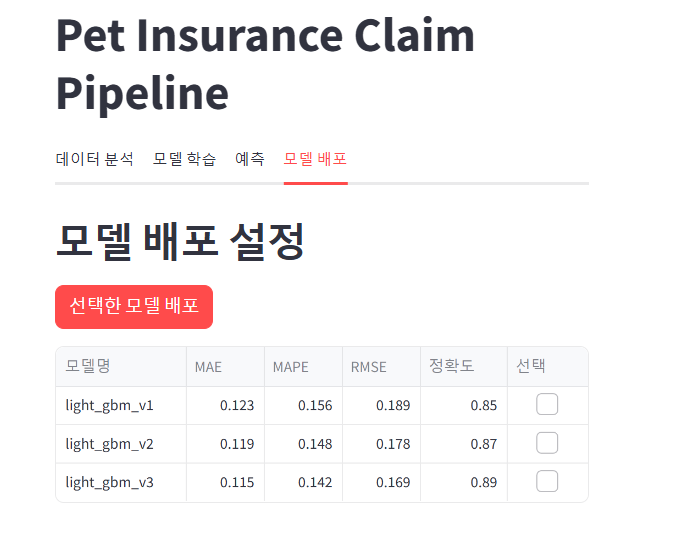 Pet Insurance Claim
Pipeline
데이터 분석 모델 학습 예측 모델 배포
모델 배포 설정
선택한 모델 배포
모델명 MAE MAPE RMSE 정확도 선택
light_gbm_v1 0.123 0.156 0.189 0.85
light_gbm_v2 0.119 0.148 0.178 0.87
light_gbm_v3 0.115 0.142 0.169 0.89